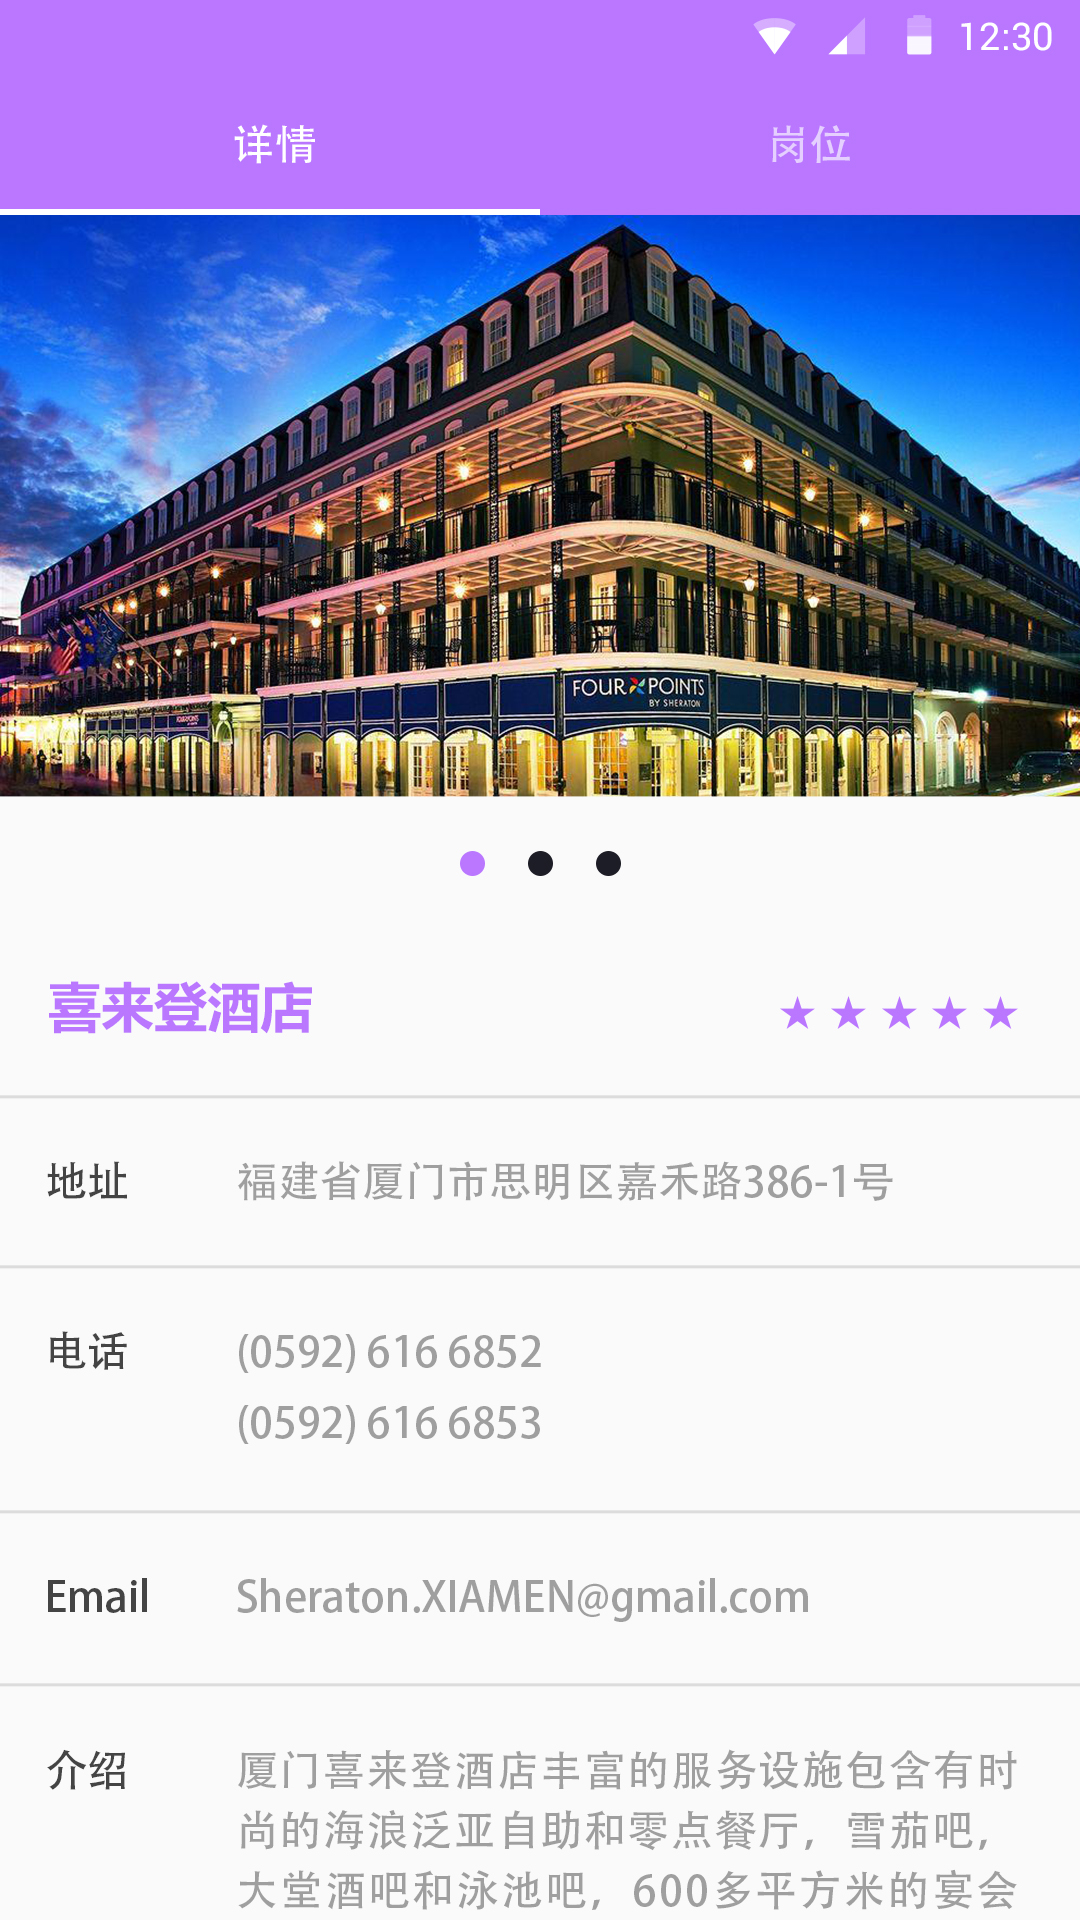 12:30
详情
岗位
FOUR POINTS
BY SHERATON
喜来登酒店
★ ★ ★ ★ ★
地址
福建省厦门市思明区嘉禾路386-1号
电话
(0592) 616 6852
(0592) 616 6853
Email
Sheraton.XIAMEN@gmail.com
介绍
厦门喜来登酒店丰富的服务设施包含有时
尚的海浪泛亚自助和零点餐厅，雪茄吧，
大堂酒吧和泳池吧，600多平方米的宴会